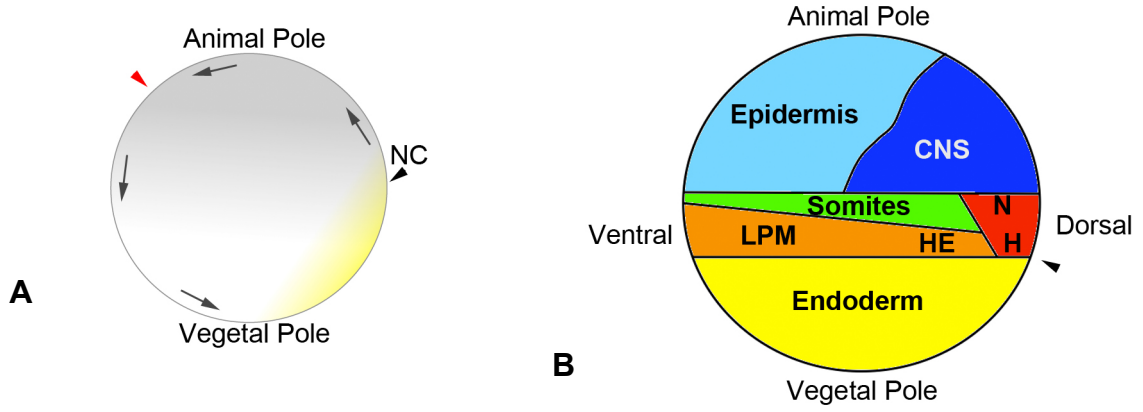 Animal Pole
NC
Vegetal Pole
A
Animal Pole
Epidermis
CNS
Somites
N
LPM
HE
H
Ventral
Dorsal
Endoderm
Vegetal Pole
B